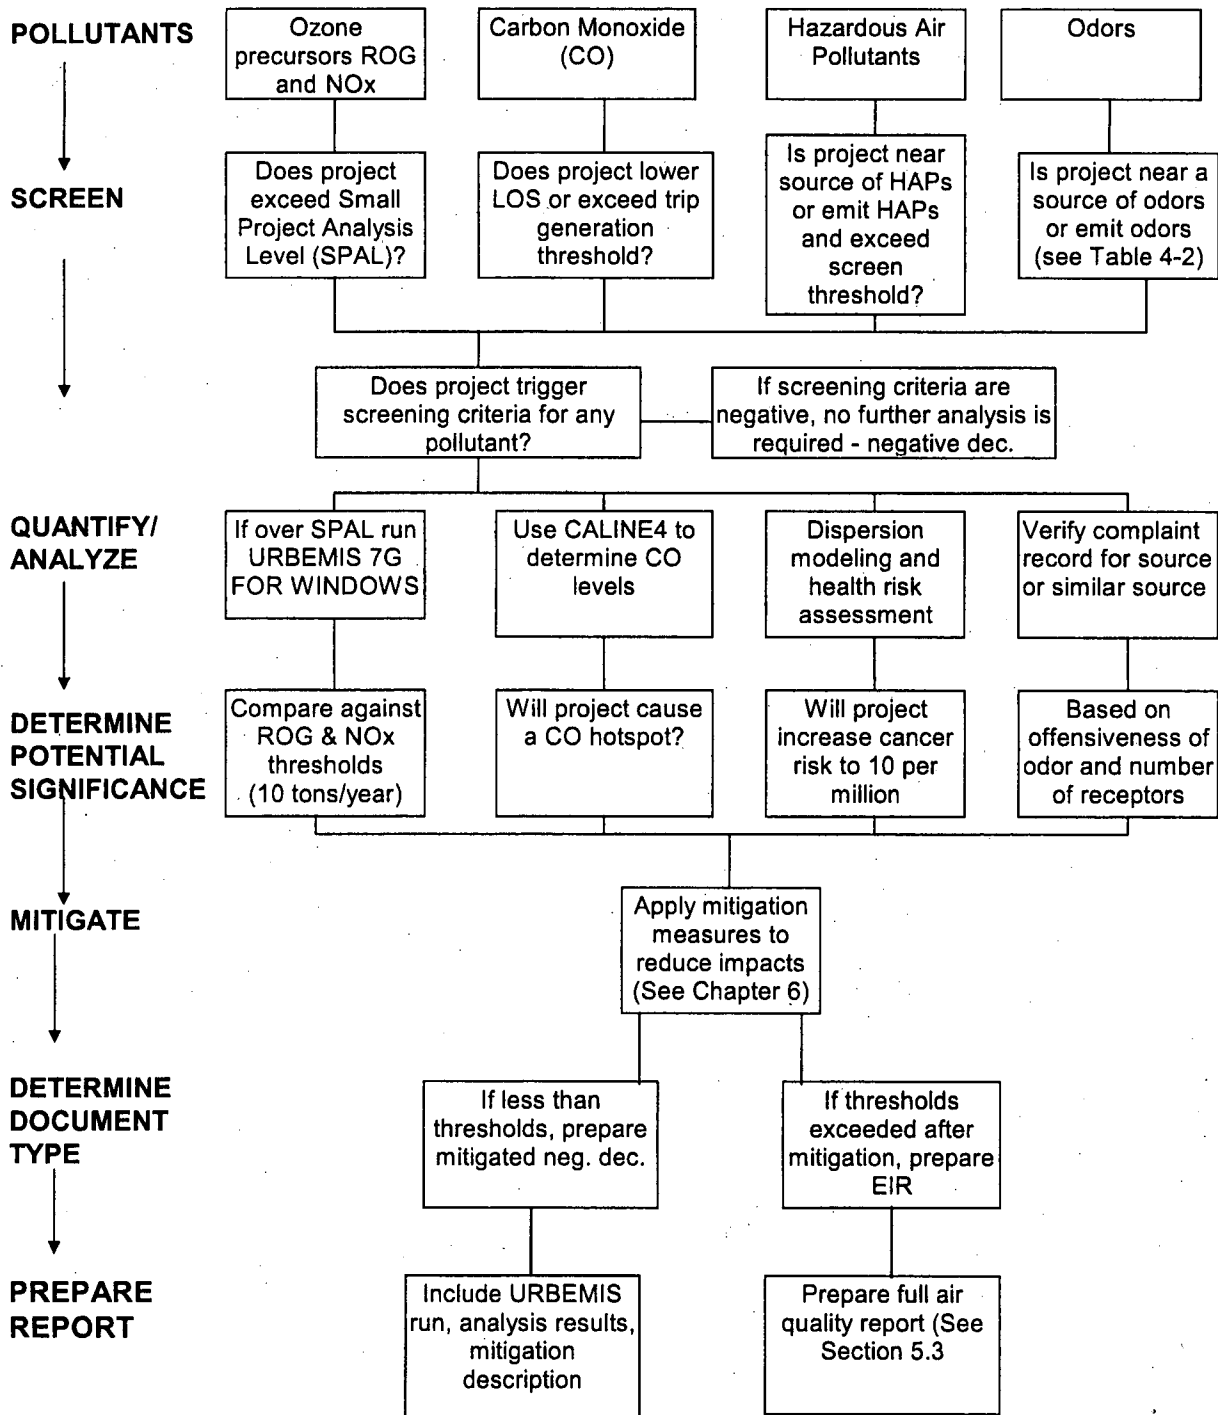 POLLUTANTS
Ozone
precursors ROG
and NOx
Carbon Monoxide
(CO)
Hazardous Air
Pollutants
Odors
SCREEN
Does project
exceed Small
Project Analysis
Level (SPAL)?
Does project lower
LOS or exceed trip
generation
threshold?
Is project near
source of HAPs
or emit HAPs
and exceed
screen
threshold?
Is project near a
source of odors
or emit odors
(see Table 4-2)
Does project trigger
screening criteria for any
pollutant?
If screening criteria are
negative, no further analysis is
required - negative dec.
QUANTIFY/
ANALYZE
If over SPAL run
URBEMIS 7G
FOR WINDOWS
Use CALINE4 to
determine CO
levels
Dispersion
modeling and
health risk
assessment
Verify complaint
record for source
or similar source
DETERMINE
POTENTIAL
SIGNIFICANCE
Compare against
ROG & NOx
thresholds
(10 tons/year)
Will project cause
a CO hotspot?
Will project
increase cancer
risk to 10 per
million
Based on
offensiveness of
odor and number
of receptors
MITIGATE
Apply mitigation
measures to
reduce impacts
(See Chapter 6)
DETERMINE
DOCUMENT
TYPE
If less than
thresholds, prepare
mitigated neg. dec.
If thresholds
exceeded after
mitigation, prepare
EIR
PREPARE
REPORT
Include URBEMIS
run, analysis results,
mitigation
description
Prepare full air
quality report (See
Section 5.3